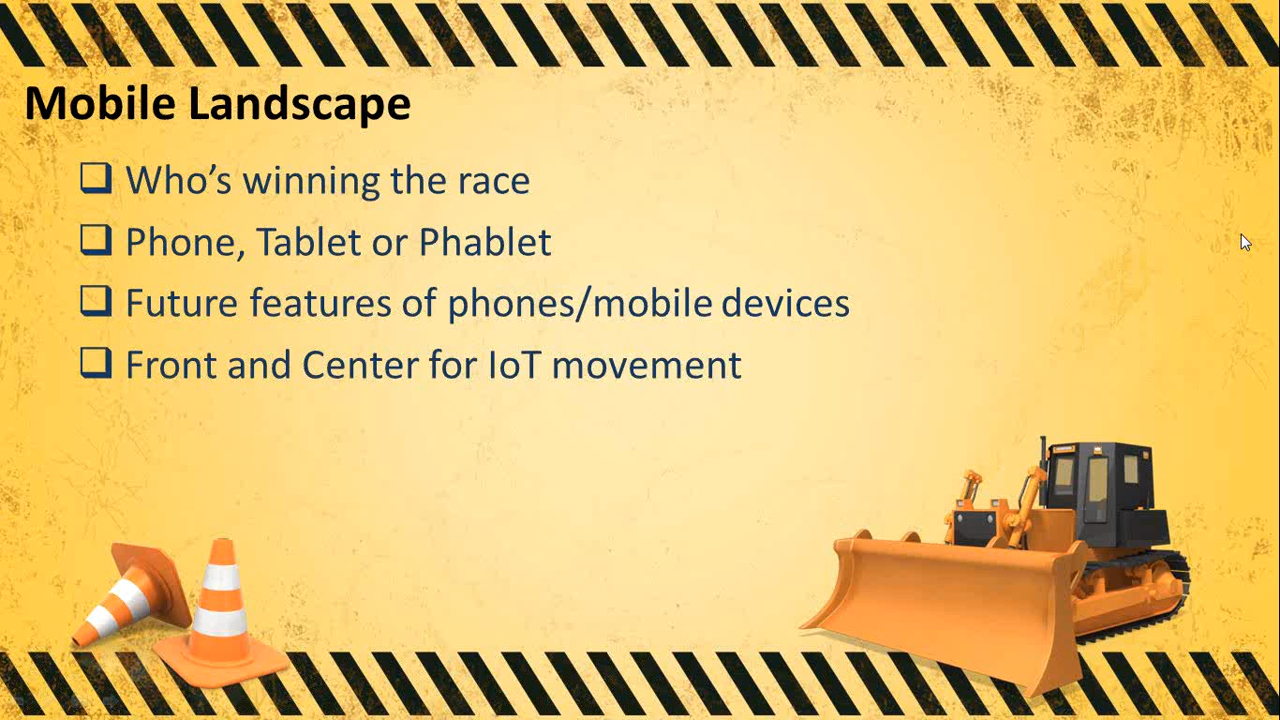 Mobile Landscape
Who’s winning the race
Phone, Tablet or Phablet
Future features of phones/mobile devices
Front and Center for IoT movement